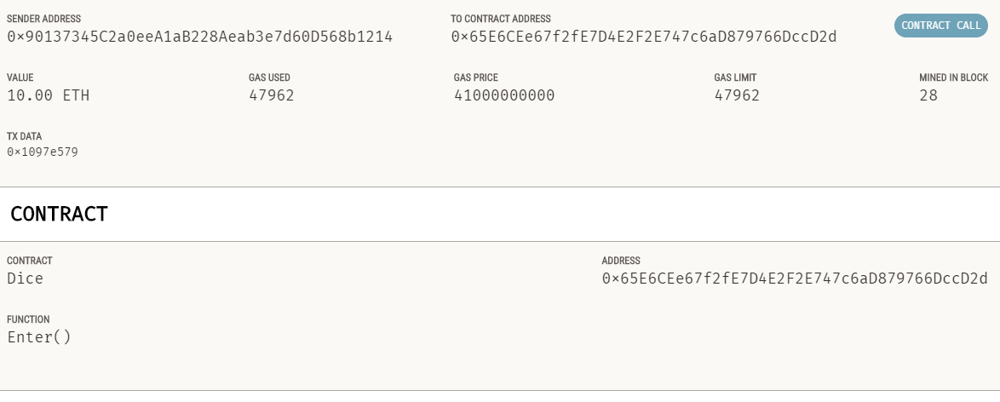 SENDER ADDRESS
0x90137345C2a0eeA1aB228Aeab3e7d60D568b1214
TO CONTRACT ADDRESS
0x65E6CEe67f2fE7D4E2F2E747c6aD879766DccD2d
CONTRACT CALL
VALUE
10.00 ETH
GAS USED
47962
GAS PRICE
41000000000
GAS LIMIT
47962
MINED IN BLOCK
28
TX DATA
0x1097e579
CONTRACT
CONTRACT
Dice
ADDRESS
0x65E6CEe67f2fE7D4E2F2E747c6aD879766DccD2d
FUNCTION
Enter()